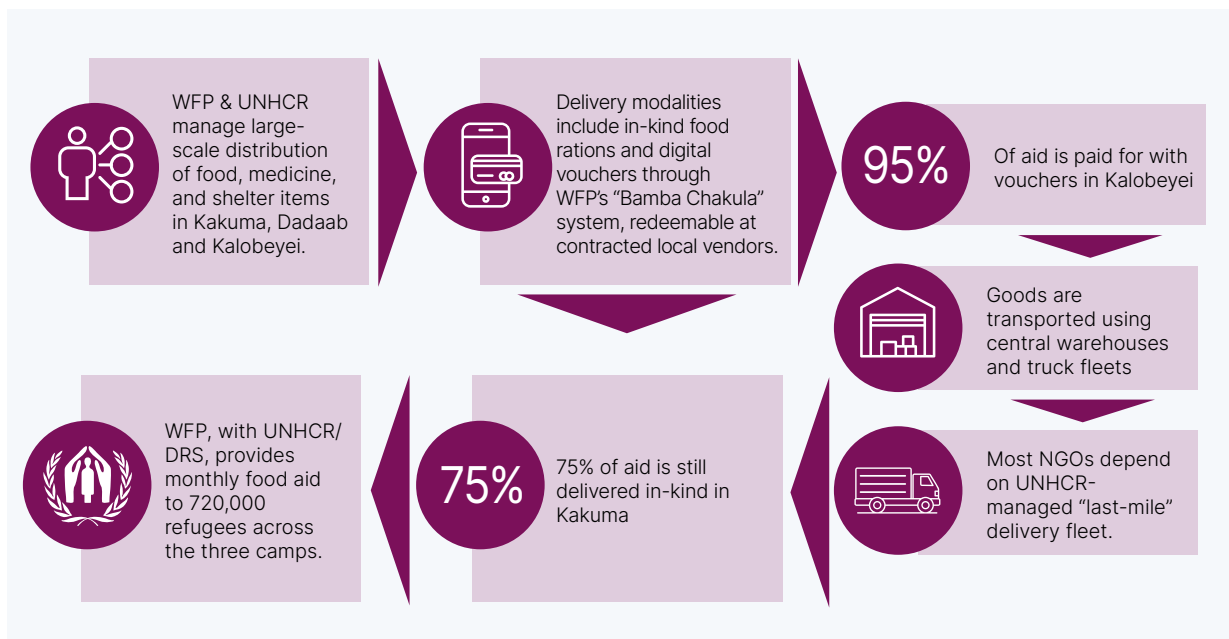 WFP & UNHCR
manage large-
scale distribution
of food, medicine,
and shelter items
in Kakuma, Dadaab
and Kalobeyei.
Delivery modalities
include in-kind food
rations and digital
vouchers through
WFP's “Bamba Chakula”
system, redeemable at
contracted local vendors.
95%
Of aid is paid for with
vouchers in Kalobeyei
Goods are
transported using
central warehouses
and truck fleets
Most NGOs depend
on UNHCR-
managed “last-mile”
delivery fleet.
75%
75% of aid is still
delivered in-kind in
Kakuma
WFP, with UNHCR/
DRS, provides
monthly food aid
to 720,000
refugees across
the three camps.